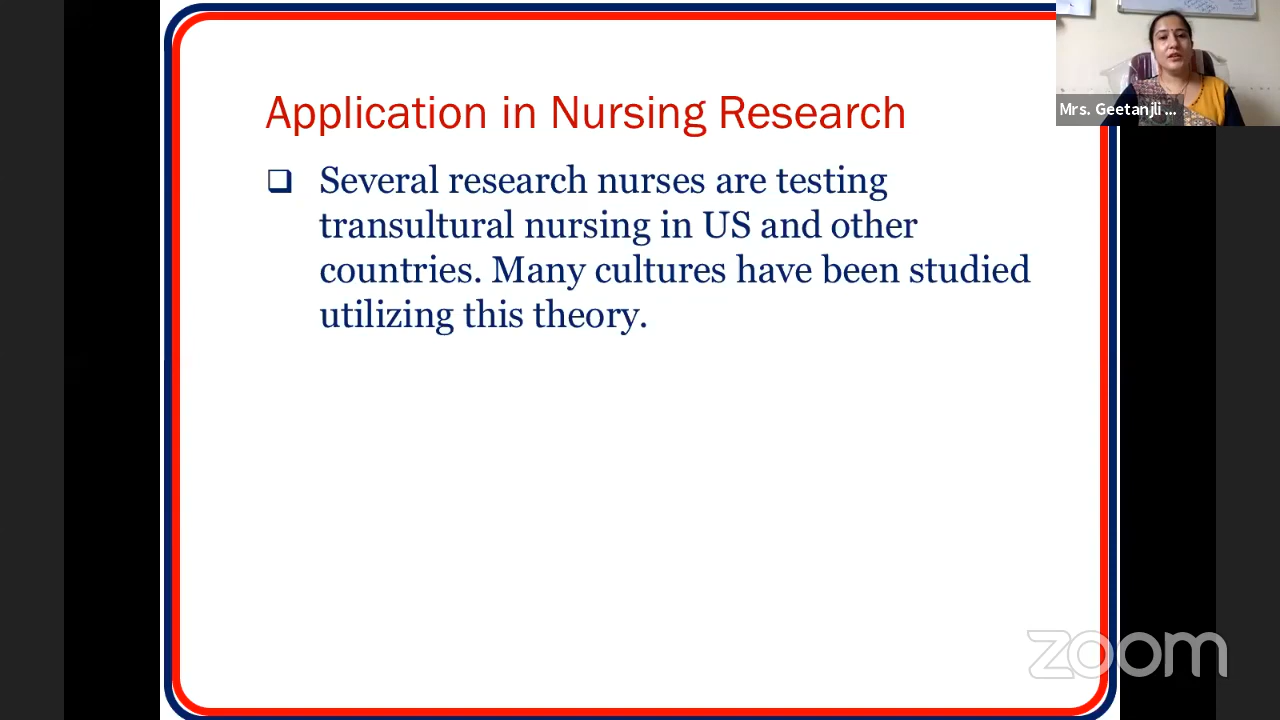 Application in Nursing Research
Several research nurses are testing
transultural nursing in US and other
countries. Many cultures have been studied
utilizing this theory.
Mrs. Geetanjli ...
zoom